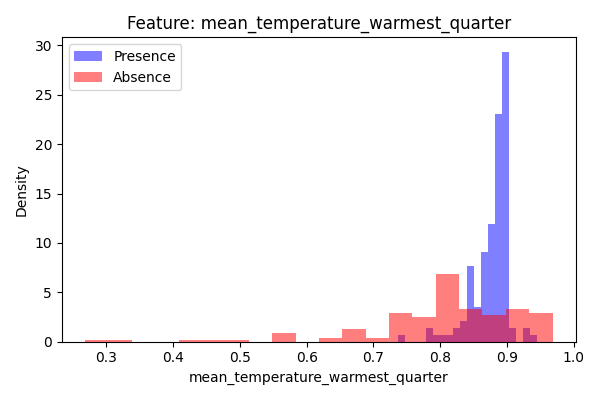 Feature: mean_temperature_warmest_quarter
Presence
Absence
Density
30
25
20
15
10
5
0
0.3 0.4 0.5 0.6 0.7 0.8 0.9 1.0
mean_temperature_warmest_quarter